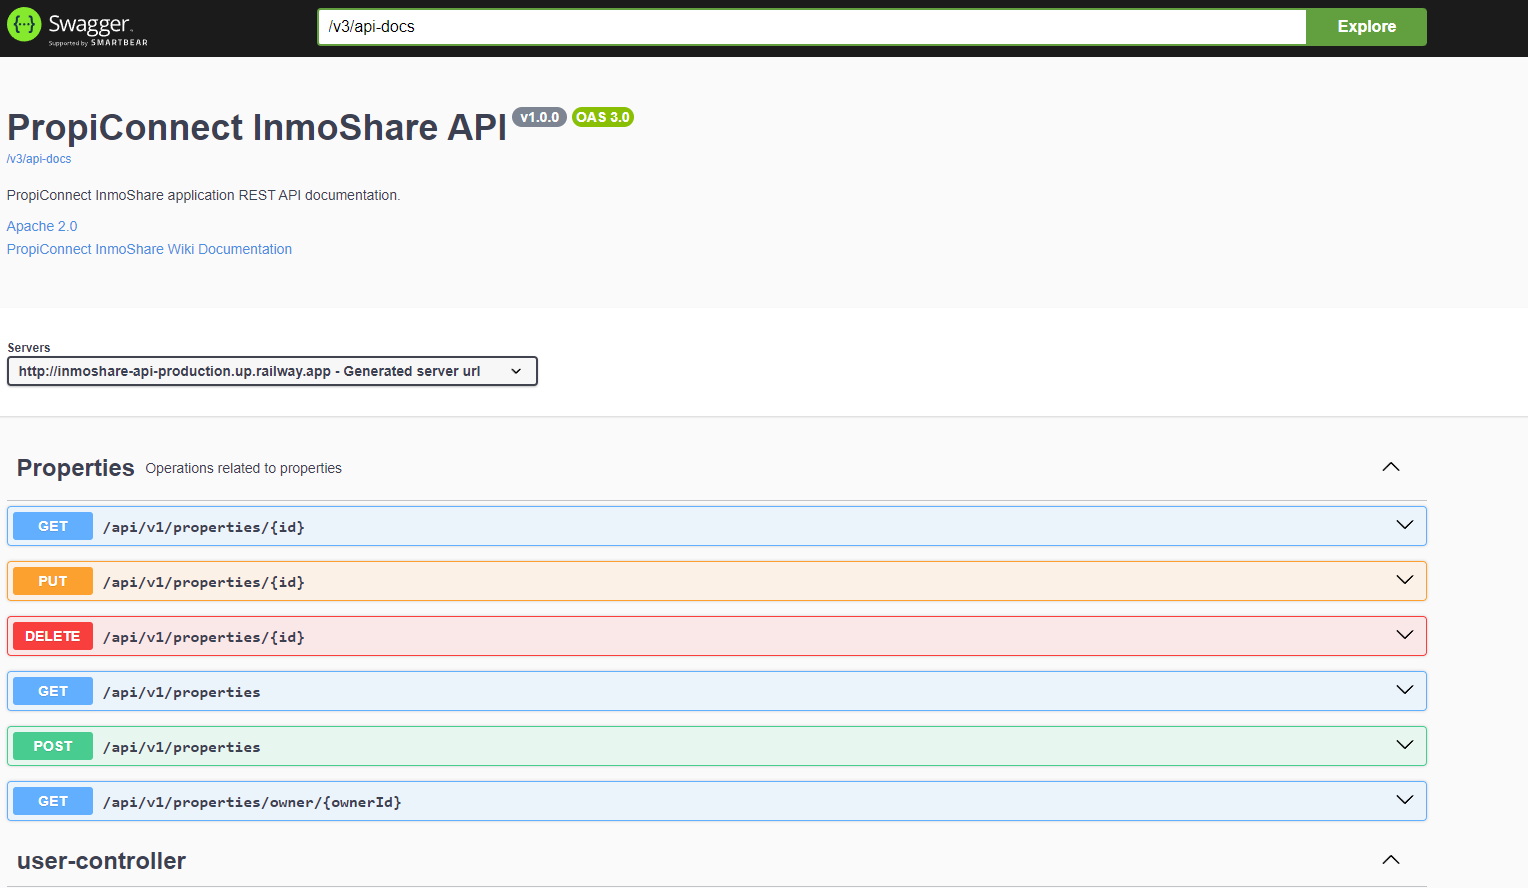 Swagger
Supported by SMARTBEAR
/v3/api-docs
Explore
PropiConnect InmoShare API v1.0.0 OAS 3.0
/v3/api-docs
PropiConnect InmoShare application REST API documentation.
Apache 2.0
PropiConnect InmoShare Wiki Documentation
Servers
http://inmoshare-api-production.up.railway.app - Generated server url
Properties Operations related to properties
GET /api/v1/properties/{id}
PUT /api/v1/properties/{id}
DELETE /api/v1/properties/{id}
GET /api/v1/properties
POST /api/v1/properties
GET /api/v1/properties/owner/{ownerId}
user-controller